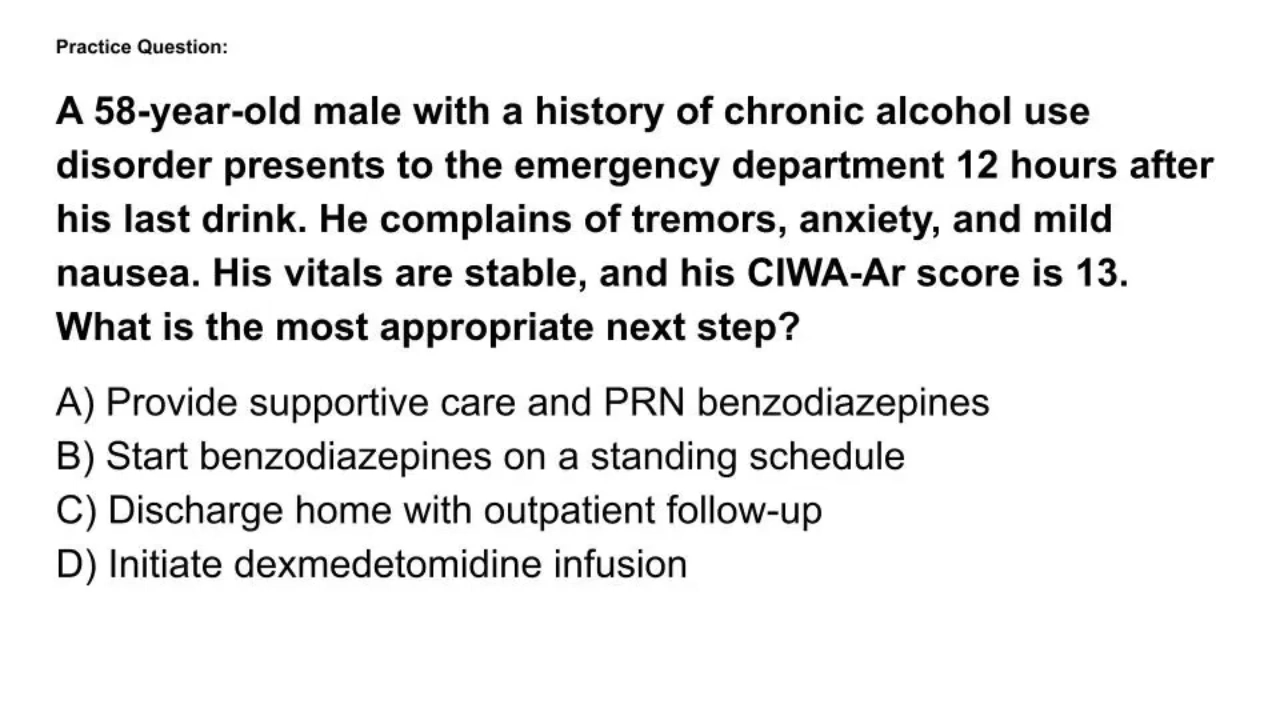 Practice Question:
A 58-year-old male with a history of chronic alcohol use
disorder presents to the emergency department 12 hours after
his last drink. He complains of tremors, anxiety, and mild
nausea. His vitals are stable, and his CIWA-Ar score is 13.
What is the most appropriate next step?
A) Provide supportive care and PRN benzodiazepines
B) Start benzodiazepines on a standing schedule
C) Discharge home with outpatient follow-up
D) Initiate dexmedetomidine infusion